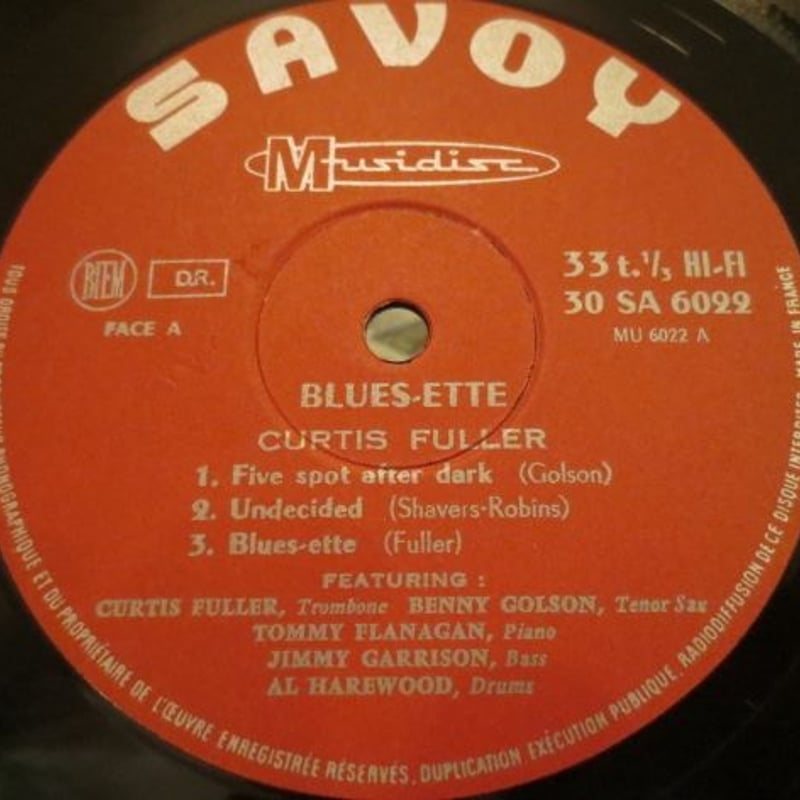 SAVOY
Musidisc
BIEM D.R.
FACE A
33 t.⅓ HI-FI
30 SA 6022
MU 6022 A
BLUES-ETTE
CURTIS FULLER
1. Five spot after dark (Golson)
2. Undecided (Shavers-Robins)
3. Blues-ette (Fuller)
FEATURING :
CURTIS FULLER, Trombone BENNY GOLSON, Tenor Sax
TOMMY FLANAGAN, Piano
JIMMY GARRISON, Bass
AL HAREWOOD, Drums
TOUS DROITS DU PHONOGRAPHIQUE ET DU PROPRIÉTAIRE DE L'ŒUVRE ENREGISTRÉE RÉSERVÉS. DUPLICATION EXÉCUTION PUBLIQUE. RADIODIFFUSION DE CE DISQUE INTERDITES. MADE IN FRANCE